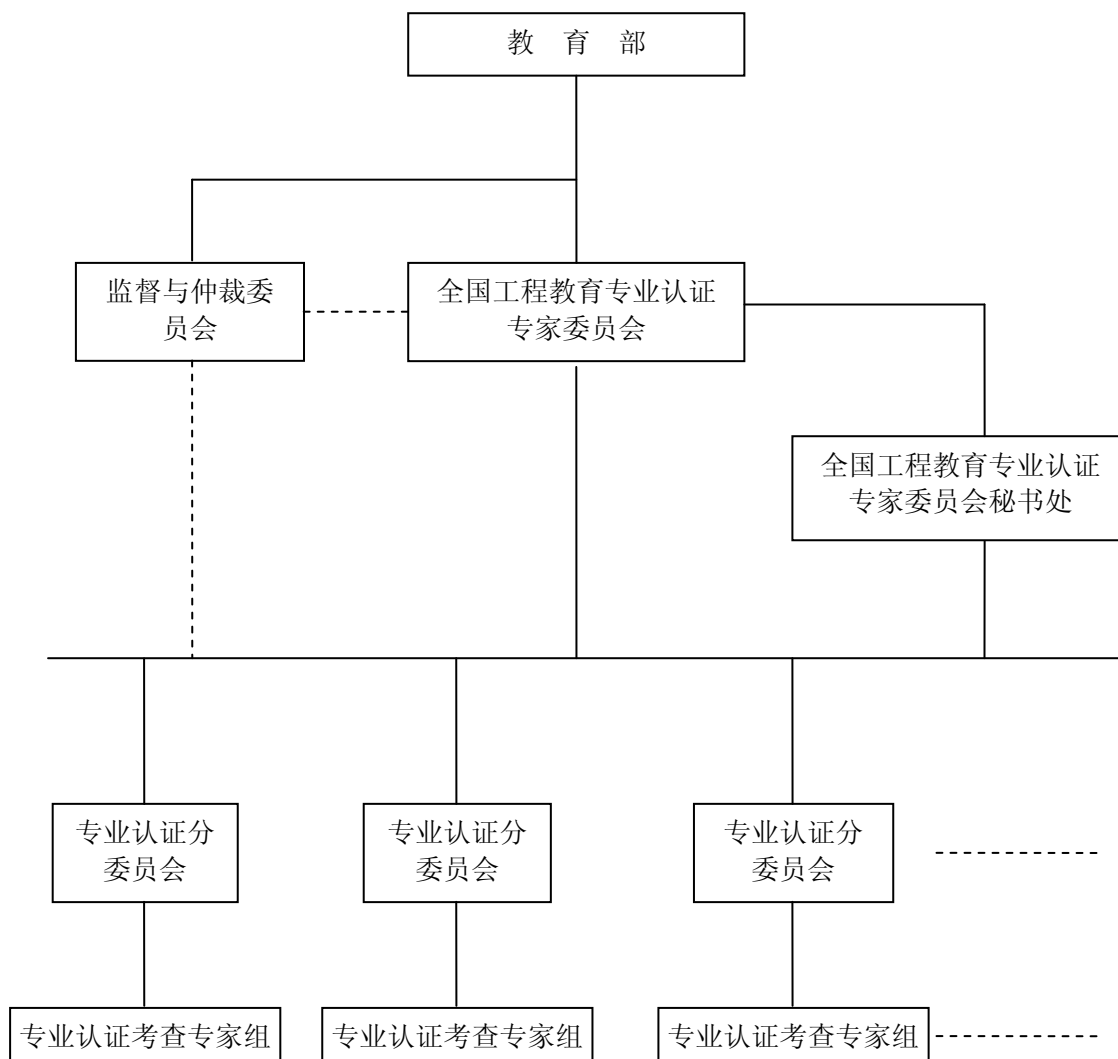 教 育 部
监督与仲裁委
员会
全国工程教育专业认证
专家委员会
全国工程教育专业认证
专家委员会秘书处
专业认证分
委员会
专业认证分
委员会
专业认证分
委员会
专业认证考查专家组
专业认证考查专家组
专业认证考查专家组